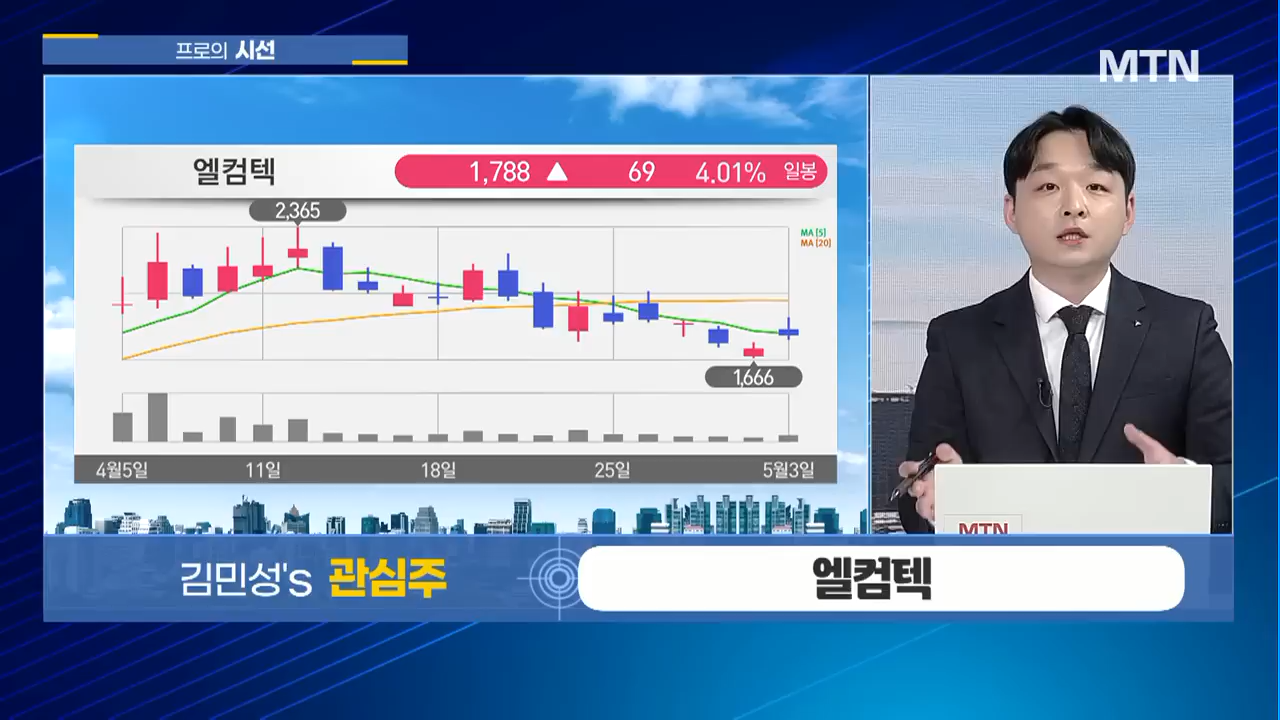 프로의 시선
MTN
엘컴텍
1,788 ▲ 69 4.01% 일봉
2,365
MA [5]
MA [20]
1,666
4월5일 11일 18일 25일 5월3일
MTN
김민성's 관심주
엘컴텍